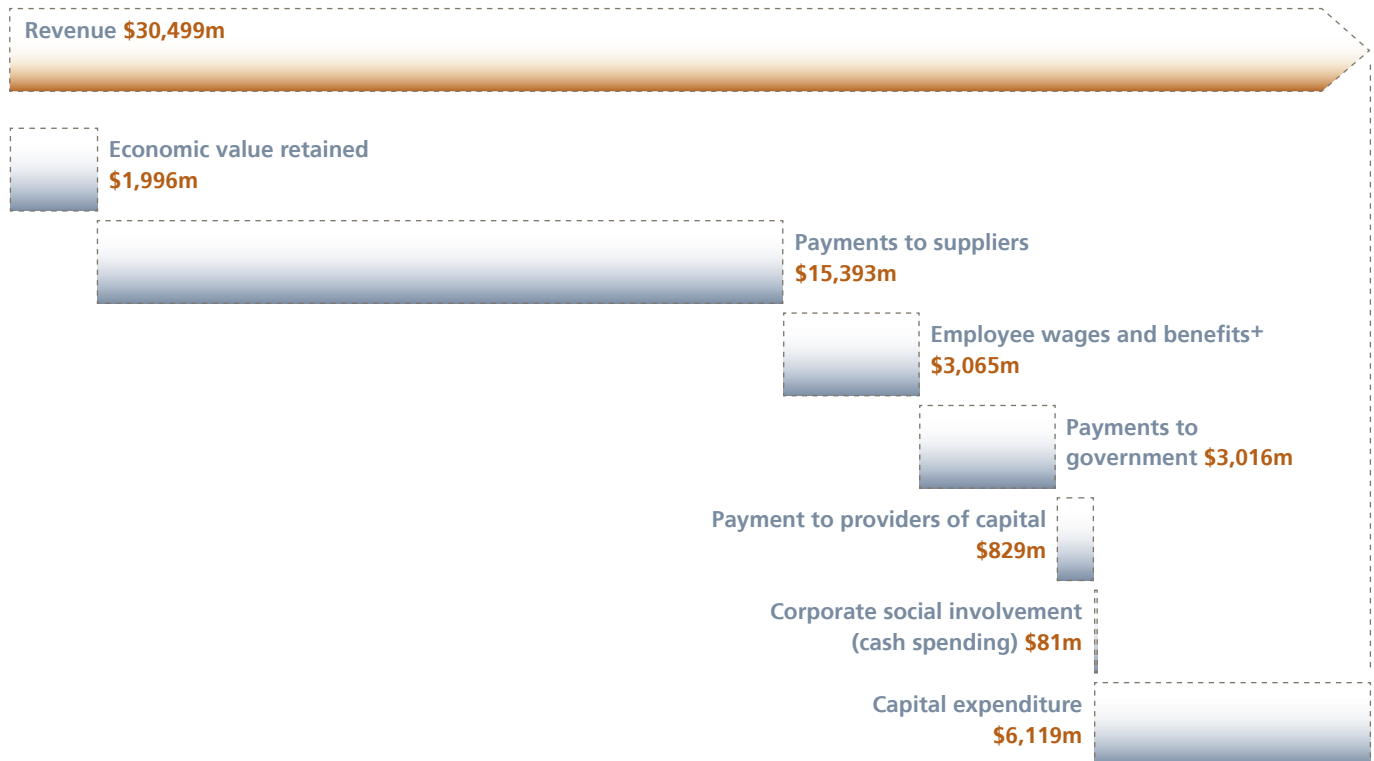 Revenue $30,499m
Economic value retained
$1,996m
Payments to suppliers
$15,393m
Employee wages and benefits+
$3,065m
Payments to
government $3,016m
Payment to providers of capital
$829m
Corporate social involvement
(cash spending) $81m
Capital expenditure
$6,119m